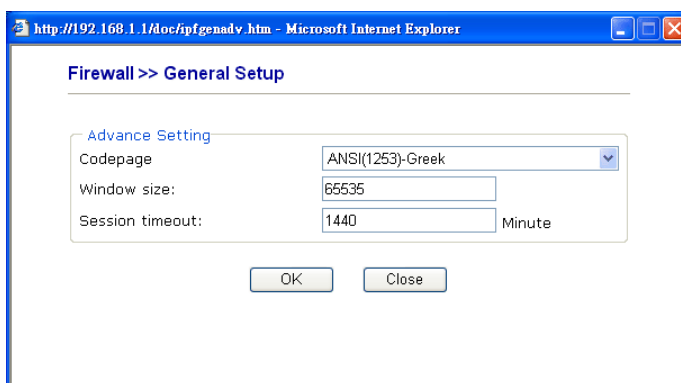 http://192.168.1.1/doc/ipfgenadv.htm - Microsoft Internet Explorer
Firewall >> General Setup
Advance Setting
Codepage ANSI(1253)-Greek
Window size: 65535
Session timeout: 1440 Minute
OK Close